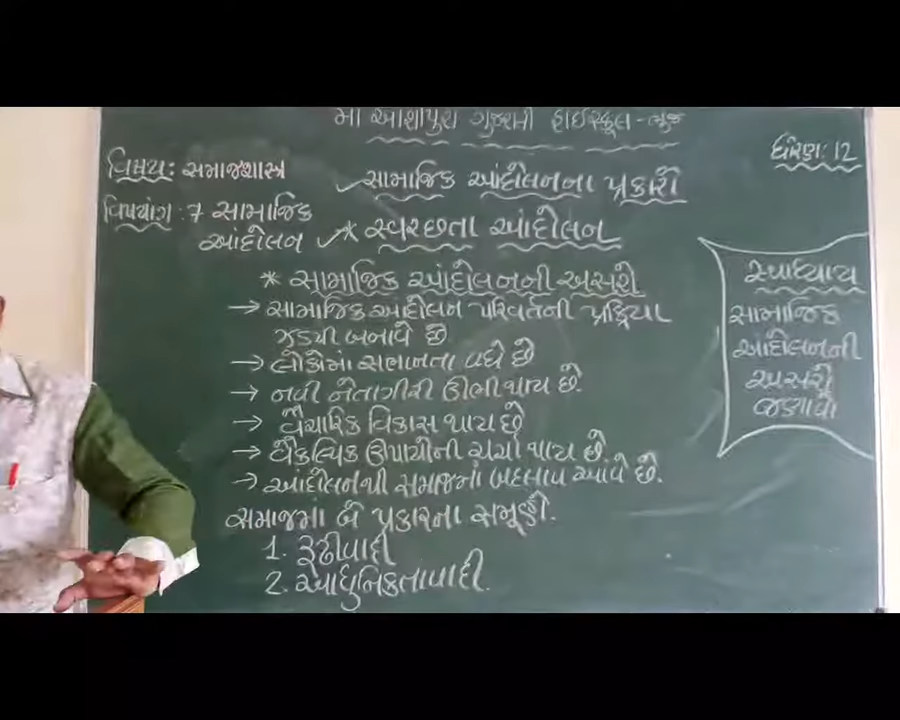 માં આશાપુરા ગુજરાતી હાઈસ્કૂલ-ભુજ
ધોરણ: 12
વિષય: સમાજશાસ્ત્ર
સામાજિક આંદોલનના પ્રકારો
વિષયાંગ: 7 સામાજિક
આંદોલન
* સ્વચ્છતા આંદોલન
* સામાજિક આંદોલનની અસરો
→ સામાજિક આંદોલન પરિવર્તનની પ્રક્રિયા
ઝડપી બનાવે છે
→ લોકોમાં સભાનતા વધે છે
→ નવી નેતાગીરી ઊભી થાય છે.
→ વૈચારિક વિકાસ થાય છે
→ વૈકલ્પિક ઉપાયોની ચર્ચા થાય છે.
→ આંદોલનથી સમાજમાં બદલાવ આવે છે.
સમાજમાં બે પ્રકારના સમૂહો.
1. રૂઢીવાદી
2. આધુનિકતાવાદી.
સ્વાધ્યાય
સામાજિક
આંદોલનની
અસરો
જણાવો